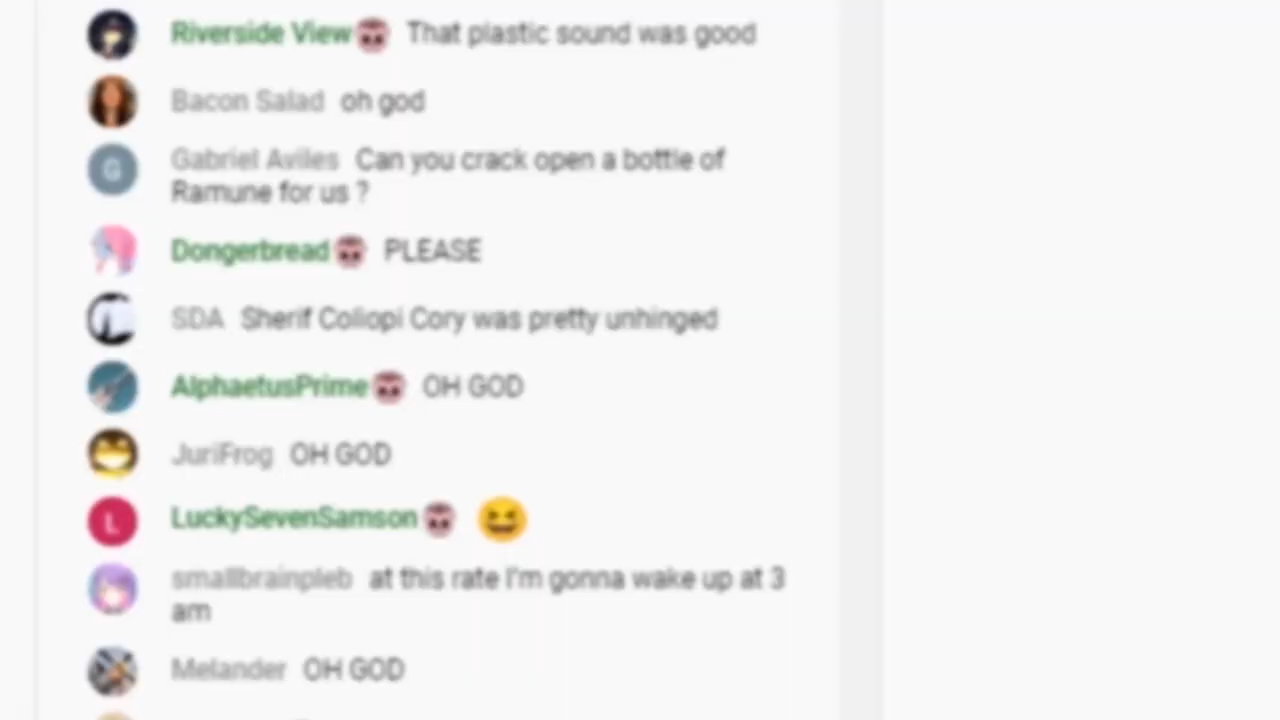 Riverside View That plastic sound was good
Bacon Salad oh god
G Gabriel Aviles Can you crack open a bottle of
Ramune for us ?
Dongerbread PLEASE
SDA Sherif Coliopi Cory was pretty unhinged
AlphaetusPrime OH GOD
JuriFrog OH GOD
L LuckySevenSamson 😆
smallbrainpleb at this rate I'm gonna wake up at 3
am
Melander OH GOD